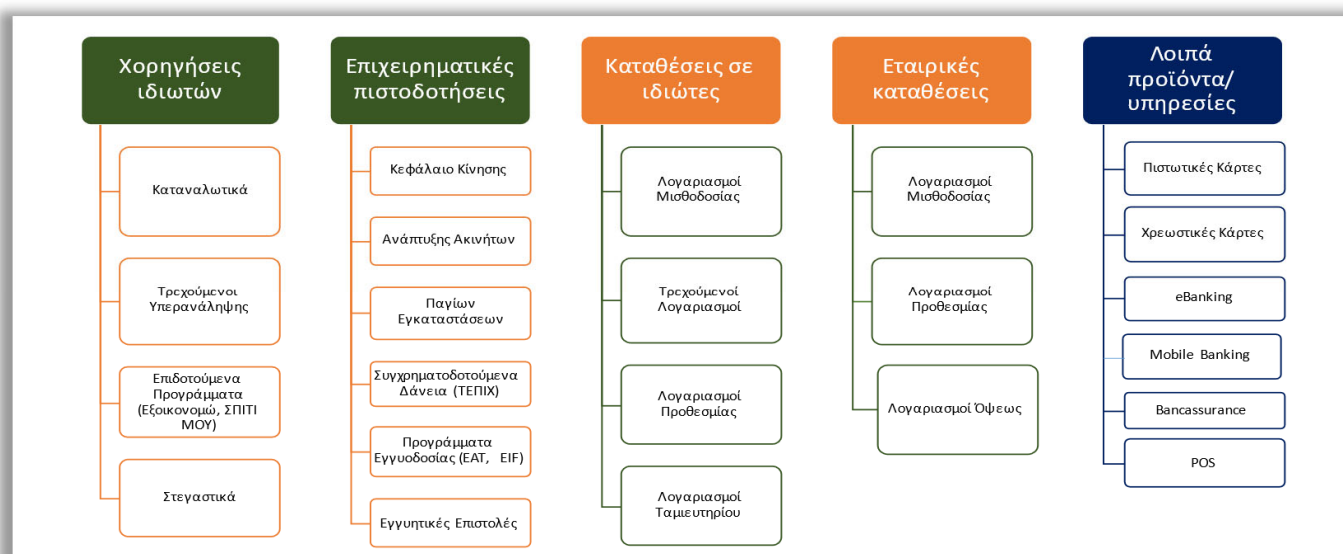 Χορηγήσεις
ιδιωτών
Καταναλωτικά
Τρεχούμενοι
Υπερανάληψης
Επιδοτούμενα
Προγράμματα
(Εξοικονομώ, ΣΠΙΤΙ
ΜΟΥ)
Στεγαστικά
Επιχειρηματικές
πιστοδοτήσεις
Κεφάλαιο Κίνησης
Ανάπτυξης Ακινήτων
Παγίων
Εγκαταστάσεων
Συγχρηματοδοτούμενα
Δάνεια (ΤΕΠΙΧ)
Προγράμματα
Εγγυοδοσίας (ΕΑΤ, EIF)
Εγγυητικές Επιστολές
Καταθέσεις σε
ιδιώτες
Λογαριασμοί
Μισθοδοσίας
Τρεχούμενοι
Λογαριασμοί
Λογαριασμοί
Προθεσμίας
Λογαριασμοί
Ταμιευτηρίου
Εταιρικές
καταθέσεις
Λογαριασμοί
Μισθοδοσίας
Λογαριασμοί
Προθεσμίας
Λογαριασμοί Όψεως
Λοιπά
προϊόντα/
υπηρεσίες
Πιστωτικές Κάρτες
Χρεωστικές Κάρτες
eBanking
Mobile Banking
Bancassurance
POS